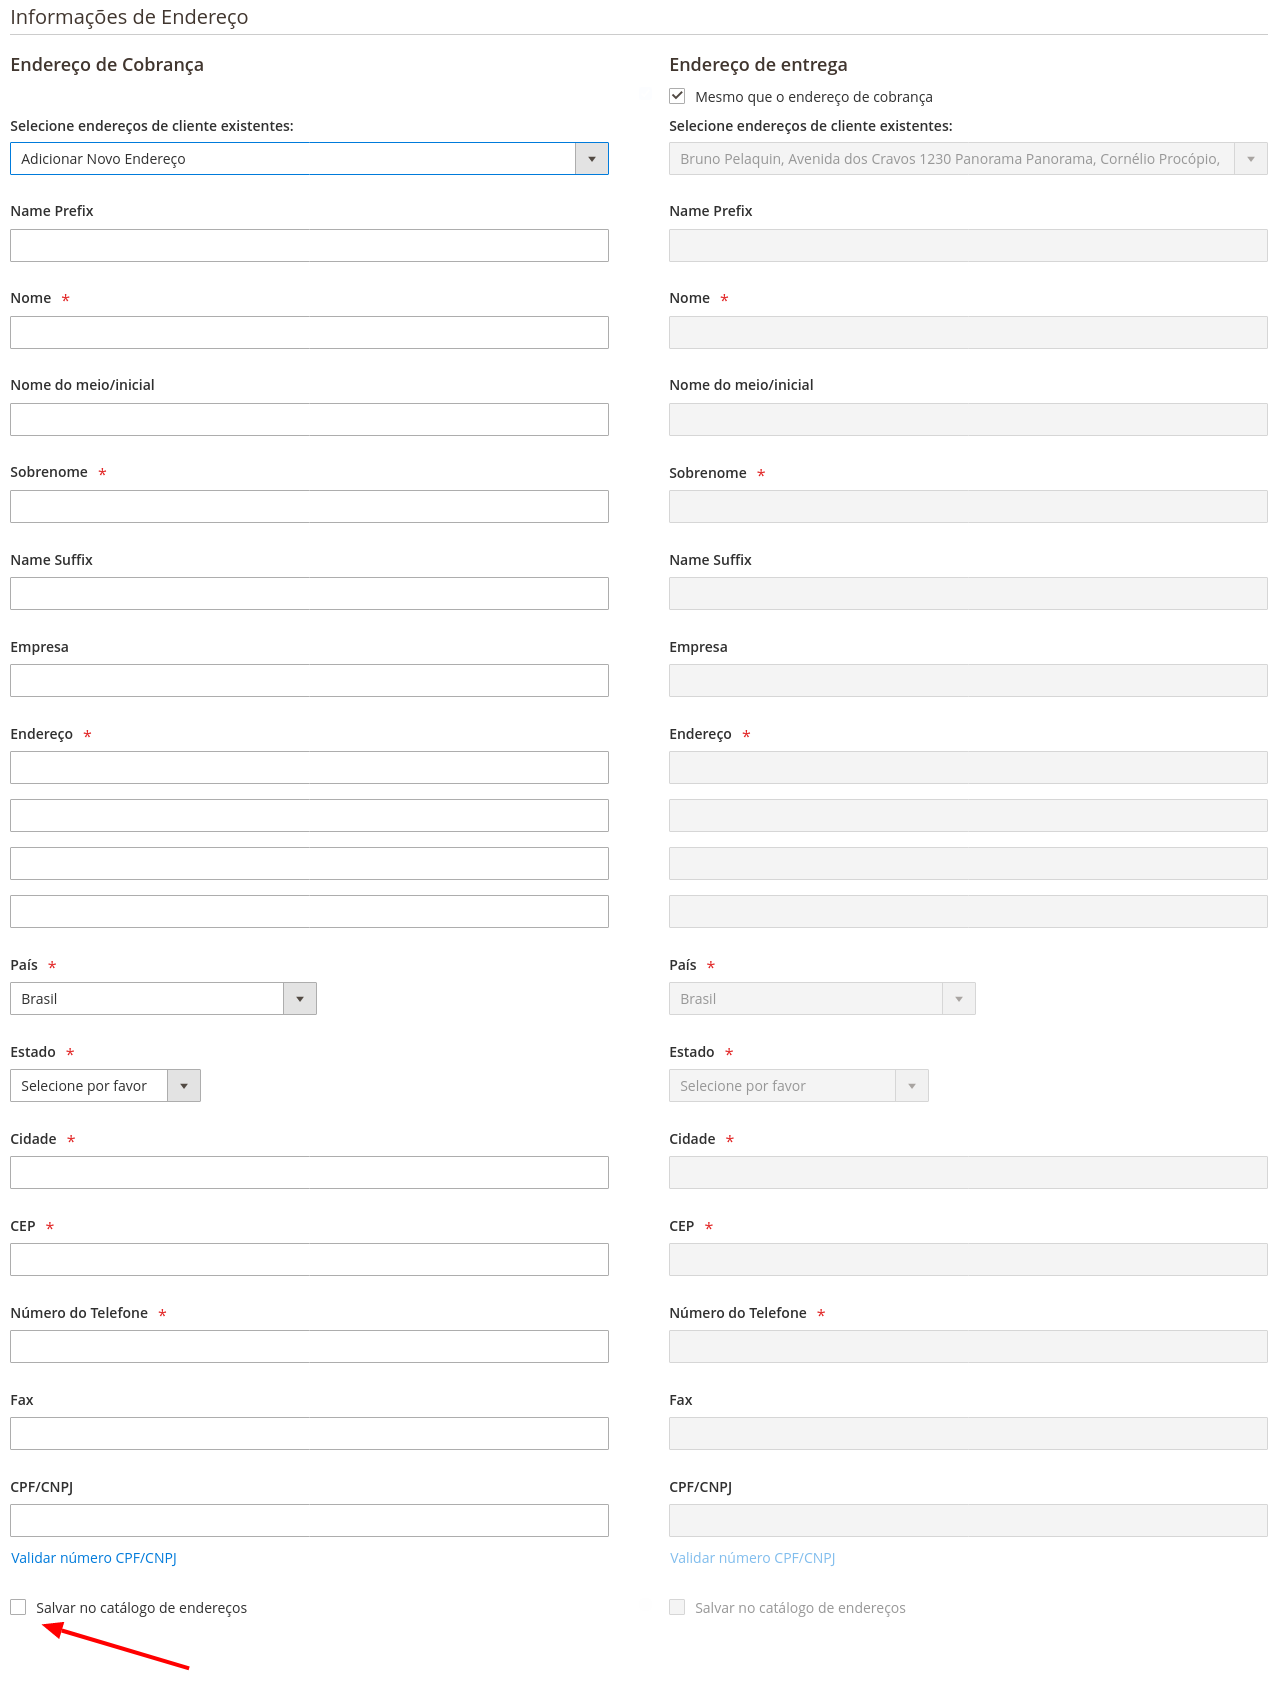 Informações de Endereço
Endereço de Cobrança
Selecione endereços de cliente existentes:
Adicionar Novo Endereço
Name Prefix
Nome *
Nome do meio/inicial
Sobrenome *
Name Suffix
Empresa
Endereço *
País *
Brasil
Estado *
Selecione por favor
Cidade *
CEP *
Número do Telefone *
Fax
CPF/CNPJ
Validar número CPF/CNPJ
Salvar no catálogo de endereços
Endereço de entrega
Mesmo que o endereço de cobrança
Selecione endereços de cliente existentes:
Bruno Pelaquin, Avenida dos Cravos 1230 Panorama Panorama, Cornélio Procópio,
Name Prefix
Nome *
Nome do meio/inicial
Sobrenome *
Name Suffix
Empresa
Endereço *
País *
Brasil
Estado *
Selecione por favor
Cidade *
CEP *
Número do Telefone *
Fax
CPF/CNPJ
Validar número CPF/CNPJ
Salvar no catálogo de endereços